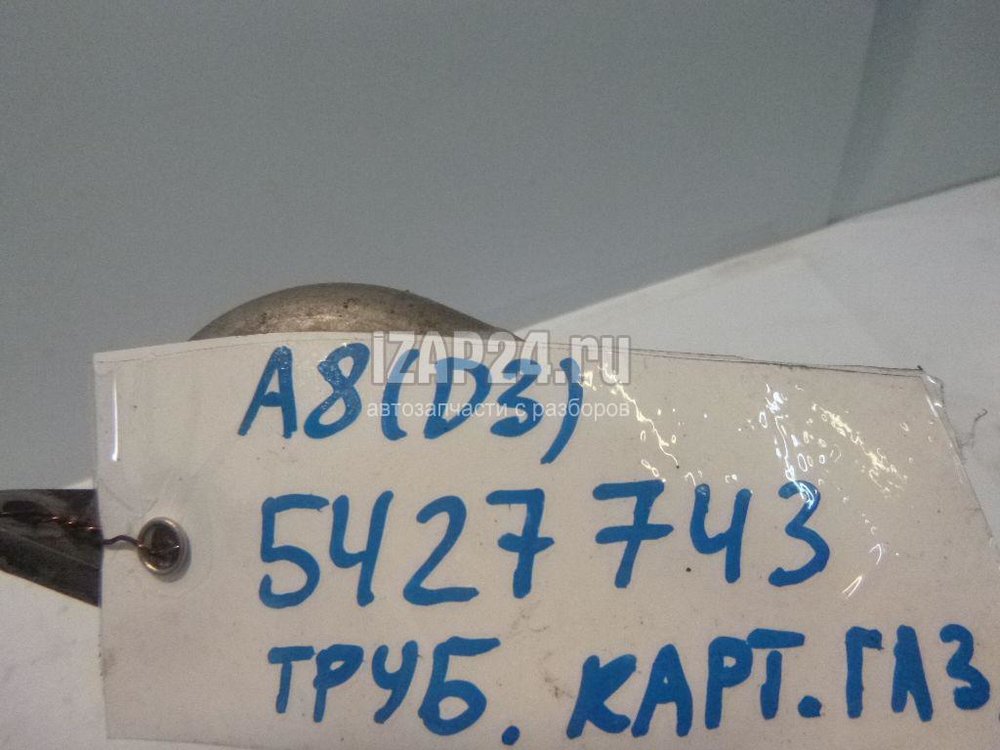 iZAP24.ru
автозапчасти с разборов
A8(D3)
5427743
ТРУБ. КАРТ. ГАЗ.